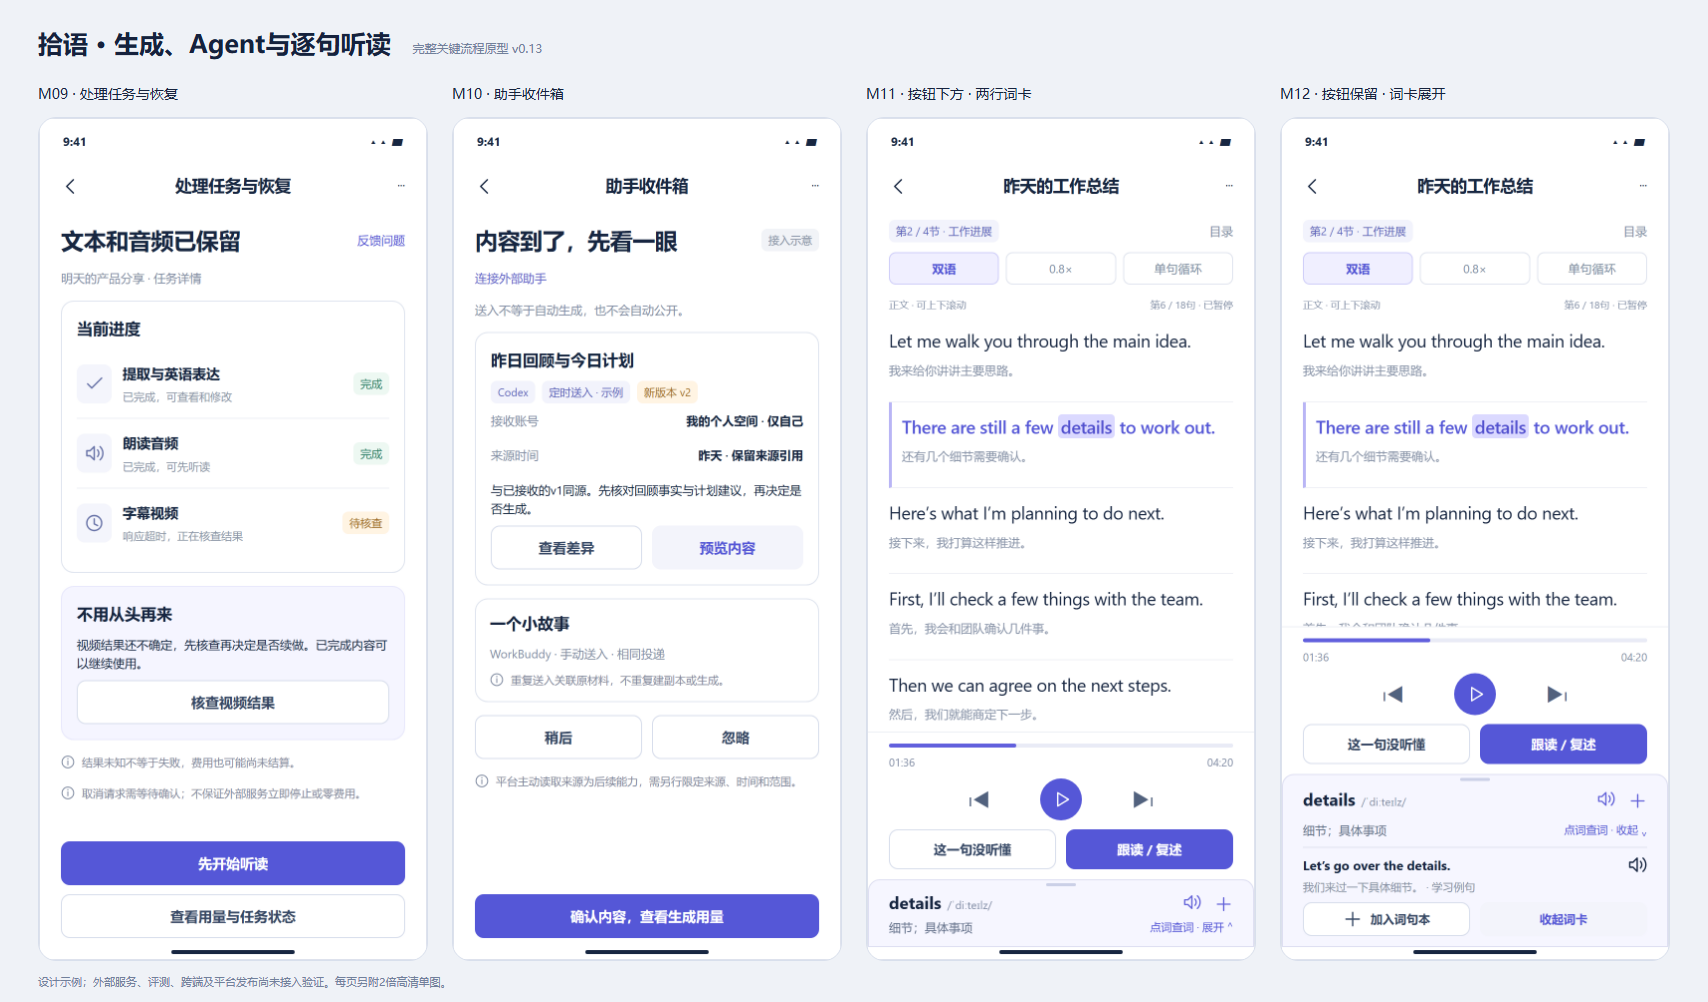 拾语 · 生成、Agent与逐句听读 完整关键流程原型 v0.13
M09 · 处理任务与恢复
9:41
处理任务与恢复
...
文本和音频已保留
反馈问题
明天的产品分享 · 任务详情
当前进度
提取与英语表达
已完成，可查看和修改
完成
朗读音频
已完成，可先听读
完成
字幕视频
响应超时，正在核查结果
待核查
不用从头再来
视频结果还不确定，先核查再决定是否续做。已完成内容可
以继续使用。
核查视频结果
结果未知不等于失败，费用也可能尚未结算。
取消请求需等待确认；不保证外部服务立即停止或零费用。
先开始听读
查看用量与任务状态
M10 · 助手收件箱
9:41
助手收件箱
...
内容到了，先看一眼
接入示意
连接外部助手
送入不等于自动生成，也不会自动公开。
昨日回顾与今日计划
Codex 定时送入 · 示例 新版本 v2
接收账号 我的个人空间 · 仅自己
来源时间 昨天 · 保留来源引用
与已接收的v1同源。先核对回顾事实与计划建议，再决定是
否生成。
查看差异 预览内容
一个小故事
WorkBuddy · 手动送入 · 相同投递
重复送入关联原材料，不重复建副本或生成。
稍后 忽略
平台主动读取来源为后续能力，需另行限定来源、时间和范围。
确认内容，查看生成用量
M11 · 按钮下方 · 两行词卡
9:41
昨天的工作总结
...
第2 / 4节 · 工作进展 目录
双语 0.8× 单句循环
正文 · 可上下滚动 第6 / 18句 · 已暂停
Let me walk you through the main idea.
我来给你讲讲主要思路。
There are still a few details to work out.
还有几个细节需要确认。
Here’s what I’m planning to do next.
接下来，我打算这样推进。
First, I’ll check a few things with the team.
首先，我会和团队确认几件事。
Then we can agree on the next steps.
然后，我们就能商定下一步。
01:36 04:20
这一句没听懂 跟读 / 复述
details /ˈdiːteɪlz/
细节；具体事项 点词查词 · 展开 ^
M12 · 按钮保留 · 词卡展开
9:41
昨天的工作总结
...
第2 / 4节 · 工作进展 目录
双语 0.8× 单句循环
正文 · 可上下滚动 第6 / 18句 · 已暂停
Let me walk you through the main idea.
我来给你讲讲主要思路。
There are still a few details to work out.
还有几个细节需要确认。
Here’s what I’m planning to do next.
接下来，我打算这样推进。
First, I’ll check a few things with the team.
首先，我会和团队确认几件事。
01:36 04:20
这一句没听懂 跟读 / 复述
details /ˈdiːteɪlz/
细节；具体事项 点词查词 · 收起
Let’s go over the details.
我们来过一下具体细节。 · 学习例句
加入词句本 收起词卡
设计示例；外部服务、评测、跨端及平台发布尚未接入验证。每页另附2倍高清单图。